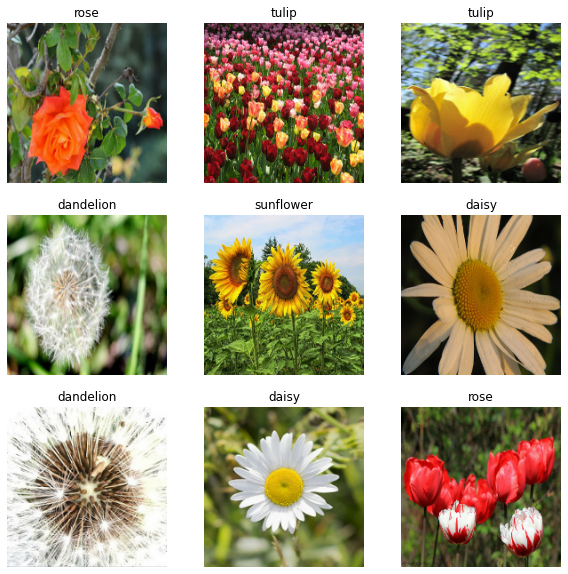 rose
tulip
tulip
dandelion
sunflower
daisy
dandelion
daisy
rose